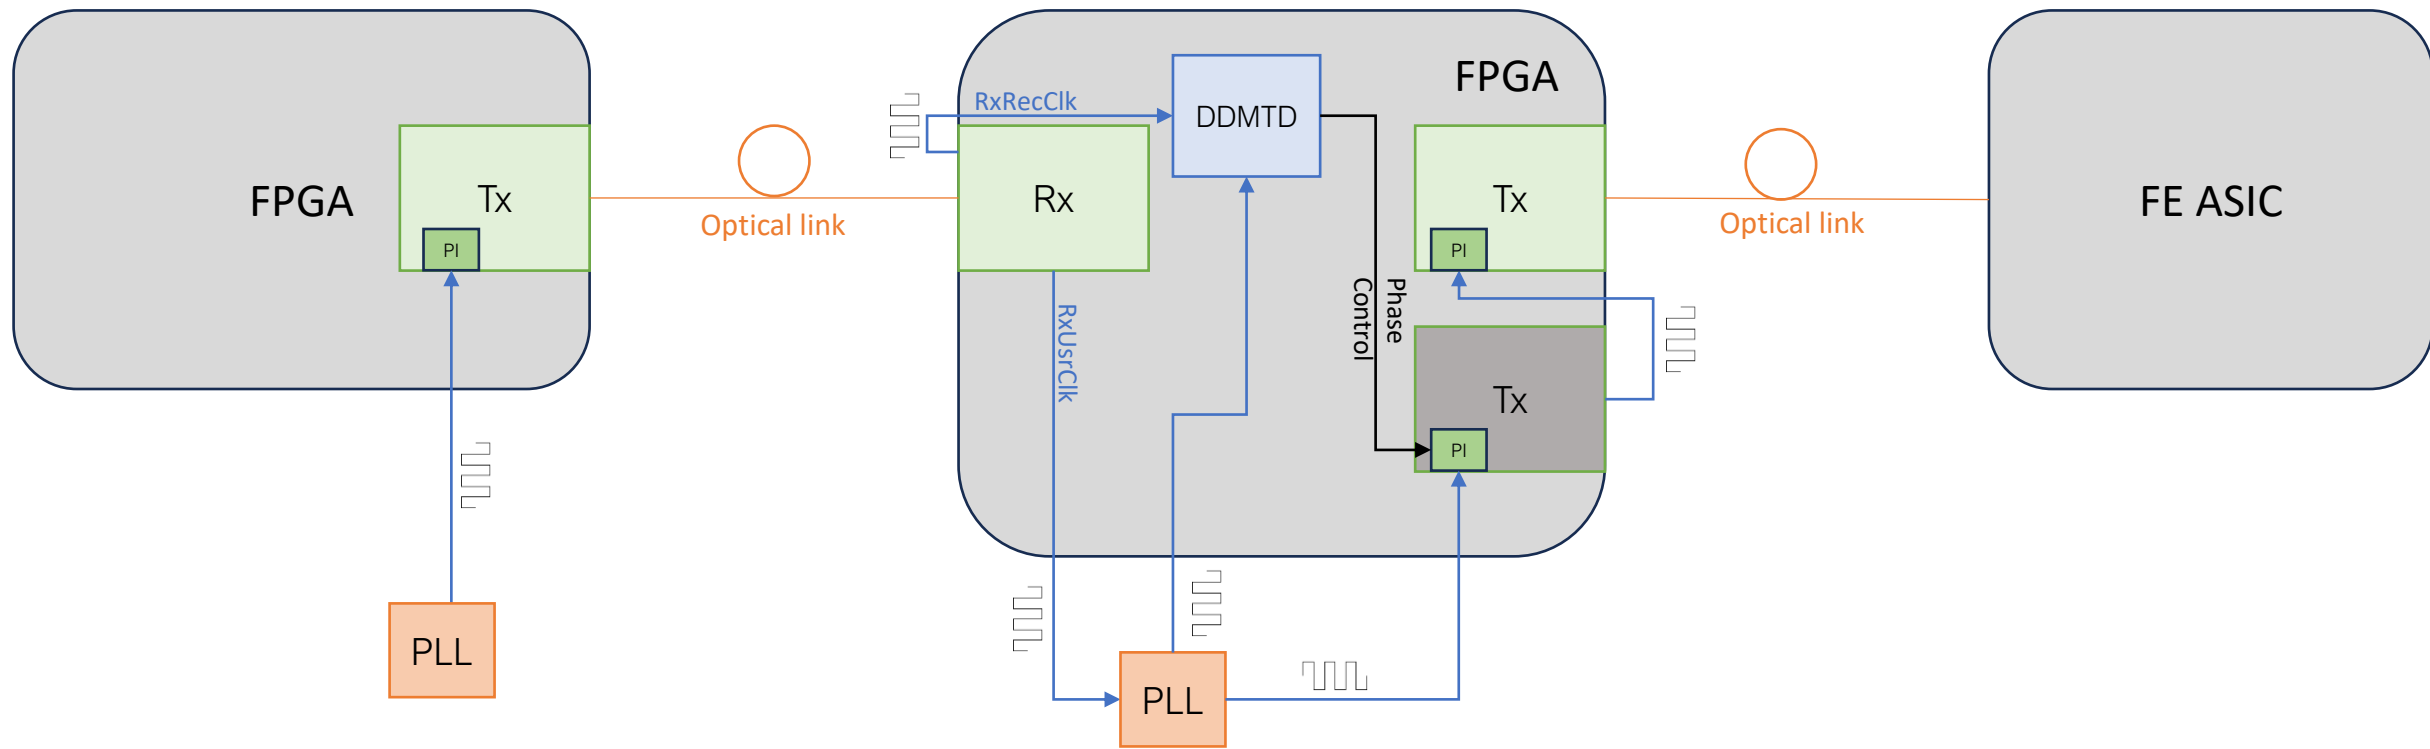 FPGA
Tx
PI
PLL
Optical link
RxRecClk
Rx
RxUsrClk
DDMTD
FPGA
Phase
Control
Tx
PI
Tx
PI
PLL
Optical link
FE ASIC